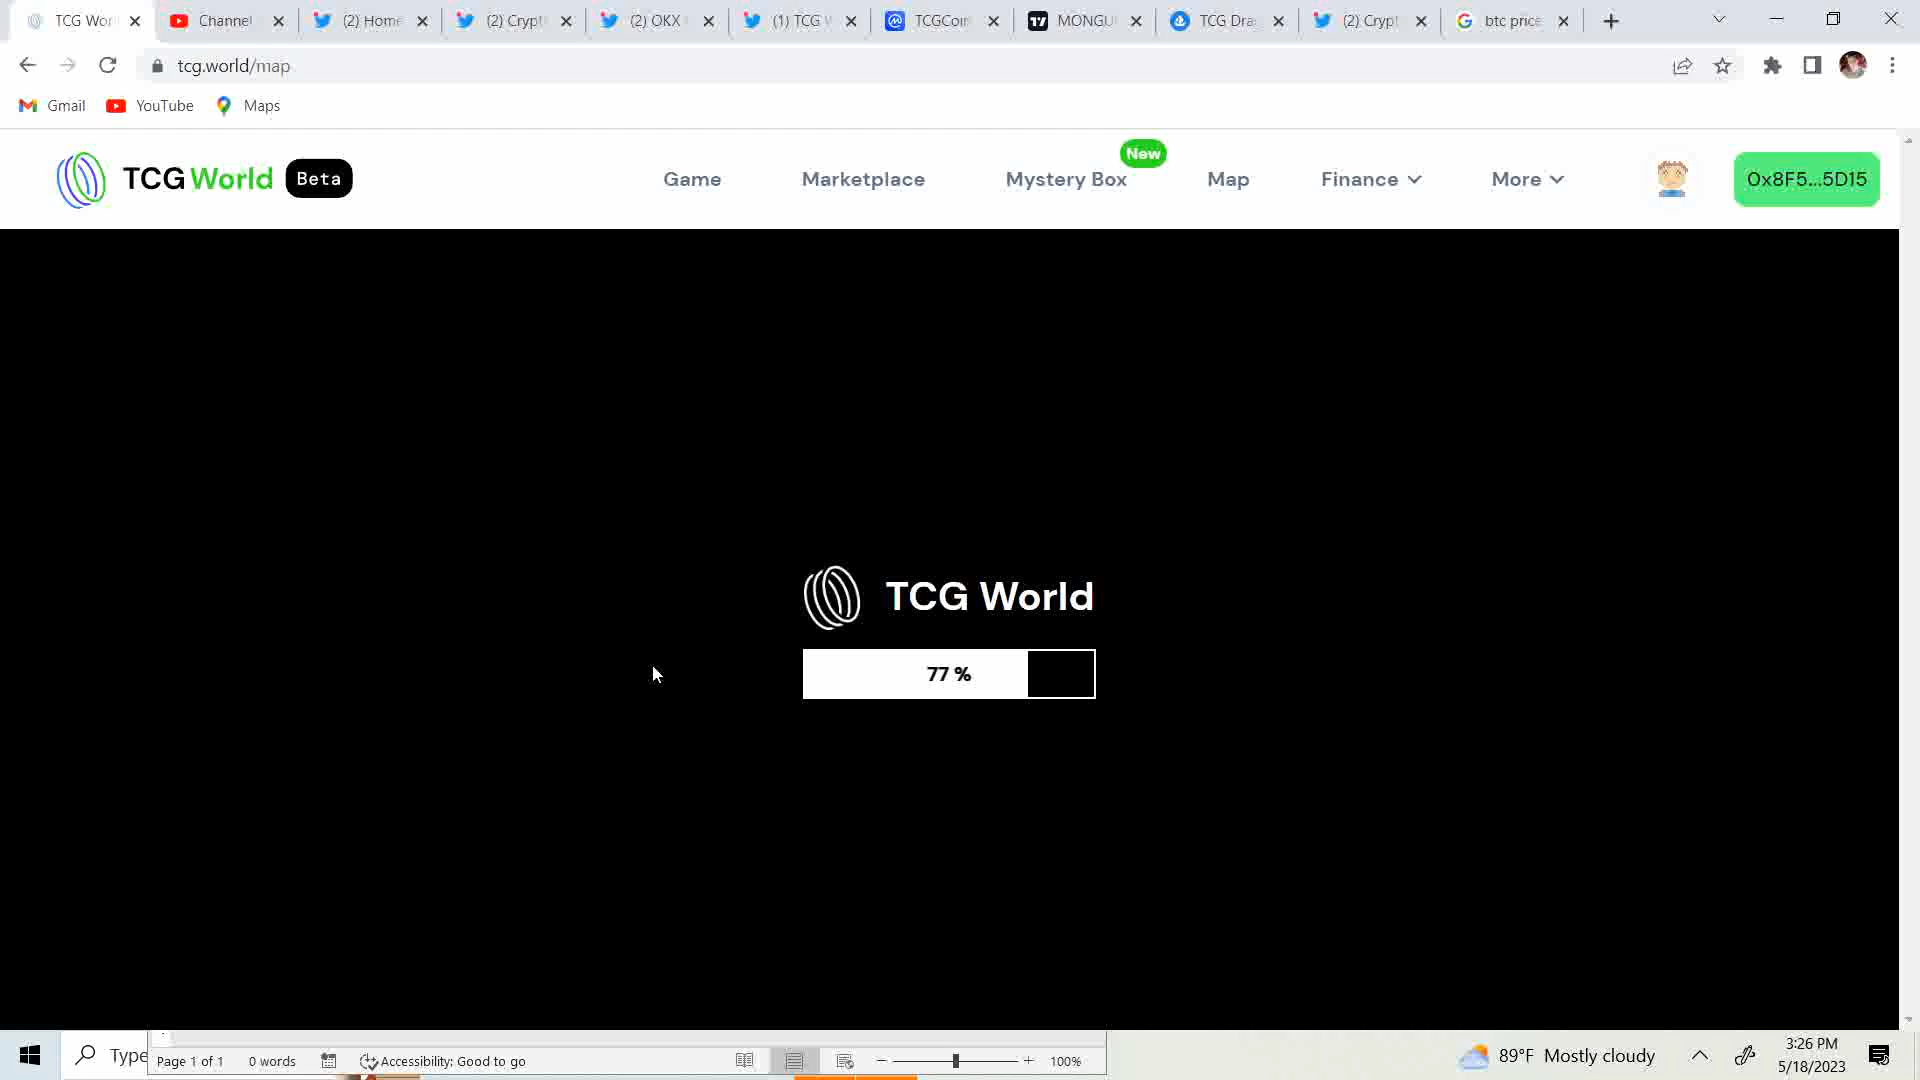 TCG Wor
Channel
(2) Home
(2) Crypt
(2) OKX
(1) TCG W
TCGCoin
MONGU
TCG Dra
(2) Crypt
btc price
tcg.world/map
Gmail
YouTube
Maps
TCG World
Beta
Game
Marketplace
Mystery Box
New
Map
Finance
More
0x8F5...5D15
TCG World
77 %
Type
Page 1 of 1
0 words
Accessibility: Good to go
100%
89°F Mostly cloudy
3:26 PM
5/18/2023